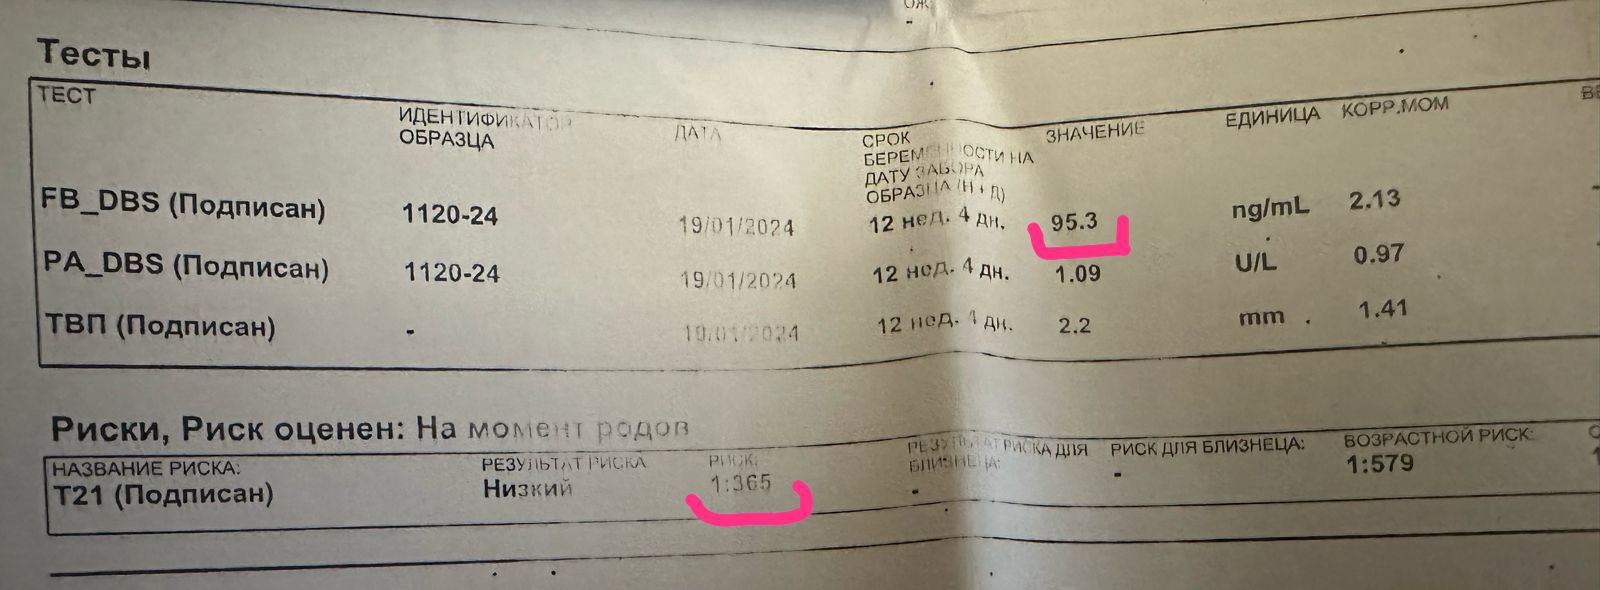 ОЖ
-
Тесты
ТЕСТ ИДЕНТИФИКАТОР ОБРАЗЦА ДАТА СРОК БЕРЕМЕННОСТИ НА ДАТУ ЗАБОРА ОБРАЗЦА (Н + Д) ЗНАЧЕНИЕ ЕДИНИЦА КОРР.МОМ
FB_DBS (Подписан) 1120-24 19/01/2024 12 нед. 4 дн. 95.3 ng/mL 2.13
PA_DBS (Подписан) 1120-24 19/01/2024 12 нед. 4 дн. 1.09 U/L 0.97
ТВП (Подписан) - 19/01/2024 12 нед. 4 дн. 2.2 mm 1.41
Риски, Риск оценен: На момент родов
НАЗВАНИЕ РИСКА: РЕЗУЛЬТАТ РИСКА РИСК: РЕЗУЛЬТАТ РИСКА ДЛЯ БЛИЗНЕЦА: РИСК ДЛЯ БЛИЗНЕЦА: ВОЗРАСТНОЙ РИСК:
T21 (Подписан) Низкий 1:365 - - 1:579